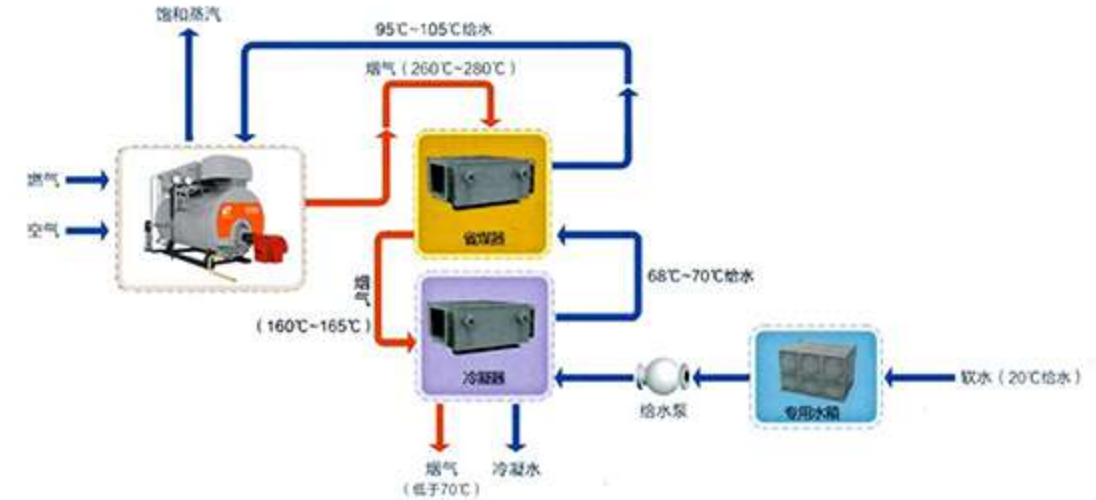 饱和蒸汽
95℃~105℃给水
烟气（260℃~280℃）
燃气
空气
省煤器
烟气
（160℃~165℃）
68℃~70℃给水
冷凝器
给水泵
专用水箱
软水（20℃给水）
烟气
（低于70℃）
冷凝水